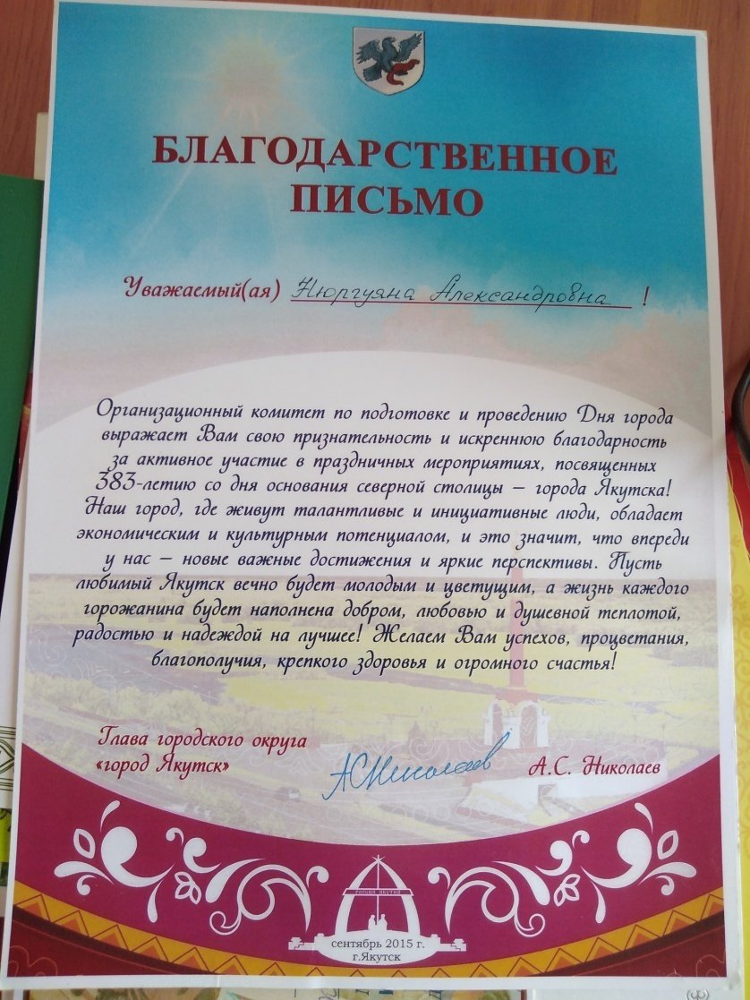 БЛАГОДАРСТВЕННОЕ
ПИСЬМО
Уважаемый(ая) Нюргуяна Александровна !
Организационный комитет по подготовке и проведению Дня города
выражает Вам свою признательность и искреннюю благодарность
за активное участие в праздничных мероприятиях, посвященных
383-летию со дня основания северной столицы – города Якутска!
Наш город, где живут талантливые и инициативные люди, обладает
экономическим и культурным потенциалом, и это значит, что впереди
у нас – новые важные достижения и яркие перспективы. Пусть
любимый Якутск вечно будет молодым и цветущим, а жизнь каждого
горожанина будет наполнена добром, любовью и душевной теплотой,
радостью и надеждой на лучшее! Желаем Вам успехов, процветания,
благополучия, крепкого здоровья и огромного счастья!
Глава городского округа
«город Якутск»
АСНиколаев
А.С. Николаев
сентябрь 2015 г.
г.Якутск